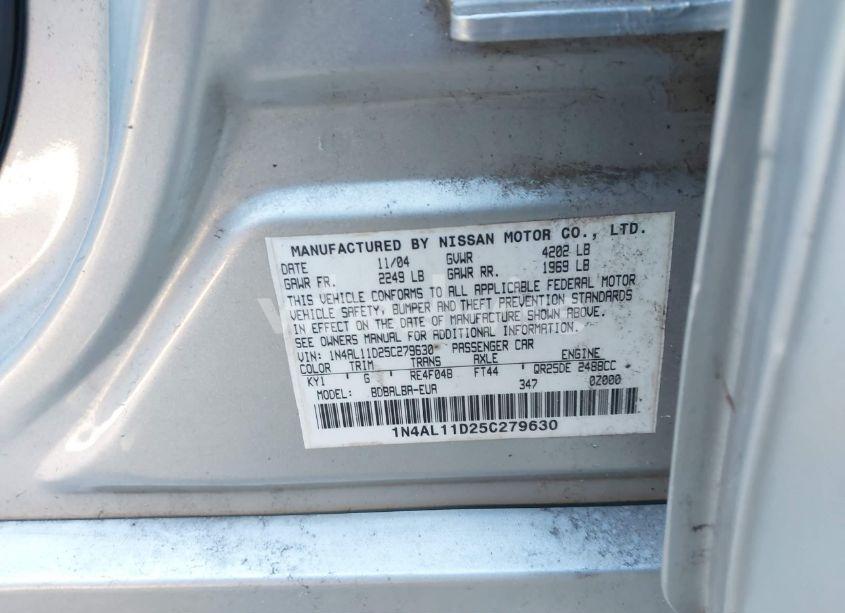 MANUFACTURED BY NISSAN MOTOR CO., LTD.
DATE 11/04 GVWR 4202 LB
GAWR FR. 2249 LB GAWR RR. 1969 LB
THIS VEHICLE CONFORMS TO ALL APPLICABLE FEDERAL MOTOR
VEHICLE SAFETY, BUMPER AND THEFT PREVENTION STANDARDS
IN EFFECT ON THE DATE OF MANUFACTURE SHOWN ABOVE.
SEE OWNERS MANUAL FOR ADDITIONAL INFORMATION.
VIN: 1N4AL11D25C279630 PASSENGER CAR
COLOR TRIM TRANS AXLE ENGINE
KY1 G RE4F04B FT44 QR25DE 2488CC
MODEL: BDBALBA-EUA 347 0Z000
1N4AL11D25C279630